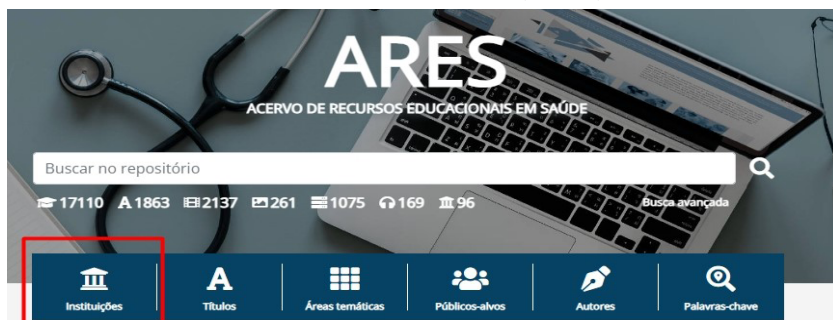 ARES
ACERVO DE RECURSOS EDUCACIONAIS EM SAÚDE
Buscar no repositório
17110 A 1863 2137 261 1075 169 96 Busca avançada
A
Instituições Títulos Áreas temáticas Públicos-alvos Autores Palavras-chave